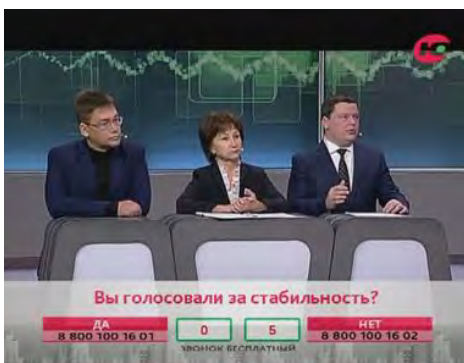 Ю
Вы голосовали за стабильность?
ДА
0
5
НЕТ
8 800 100 16 01
8 800 100 16 02
ЗВОНОК БЕСПЛАТНЫЙ